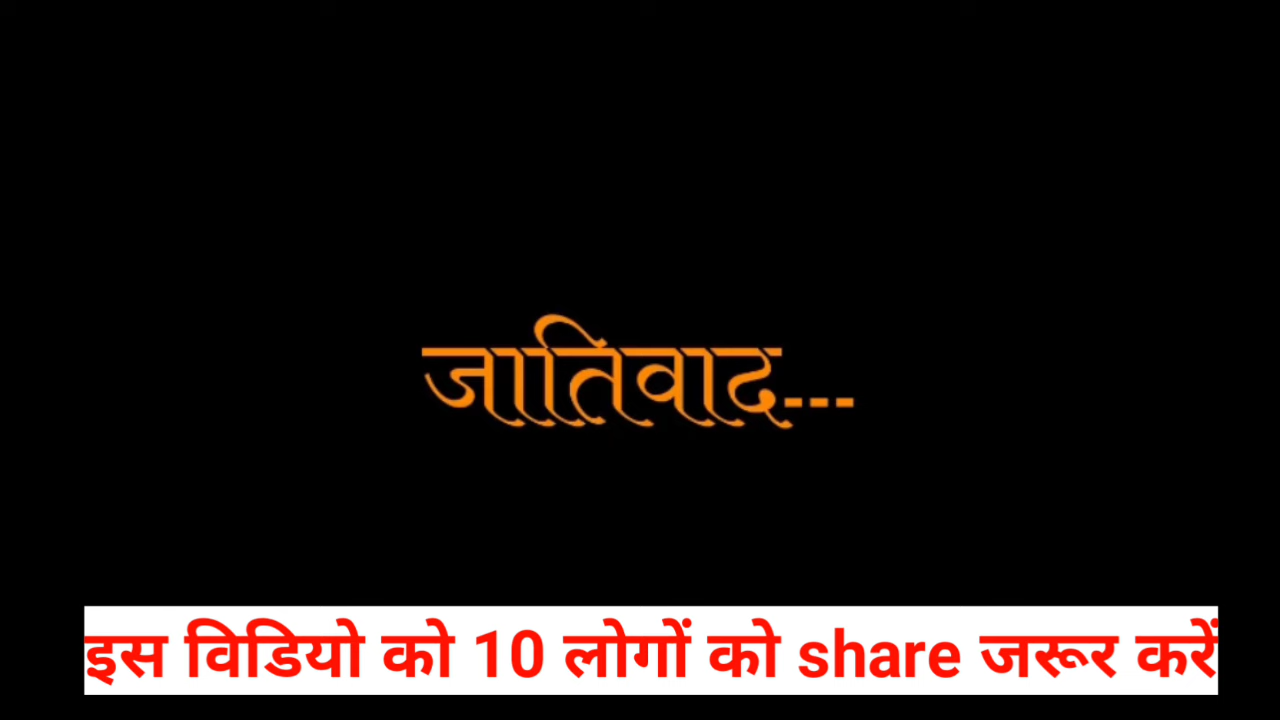 जातिवाद---
इस विडियो को 10 लोगों को share जरूर करें